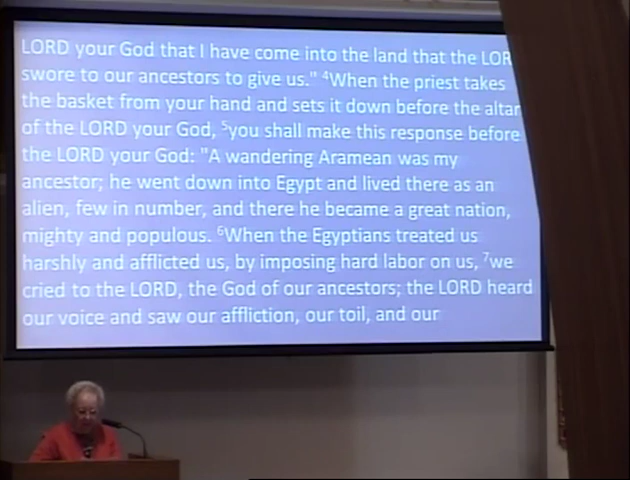 LORD your God that I have come into the land that the LOR
swore to our ancestors to give us." ⁴When the priest takes
the basket from your hand and sets it down before the altar
of the LORD your God, ⁵you shall make this response before
the LORD your God: "A wandering Aramean was my
ancestor; he went down into Egypt and lived there as an
alien, few in number, and there he became a great nation,
mighty and populous. ⁶When the Egyptians treated us
harshly and afflicted us, by imposing hard labor on us, ⁷we
cried to the LORD, the God of our ancestors; the LORD heard
our voice and saw our affliction, our toil, and our